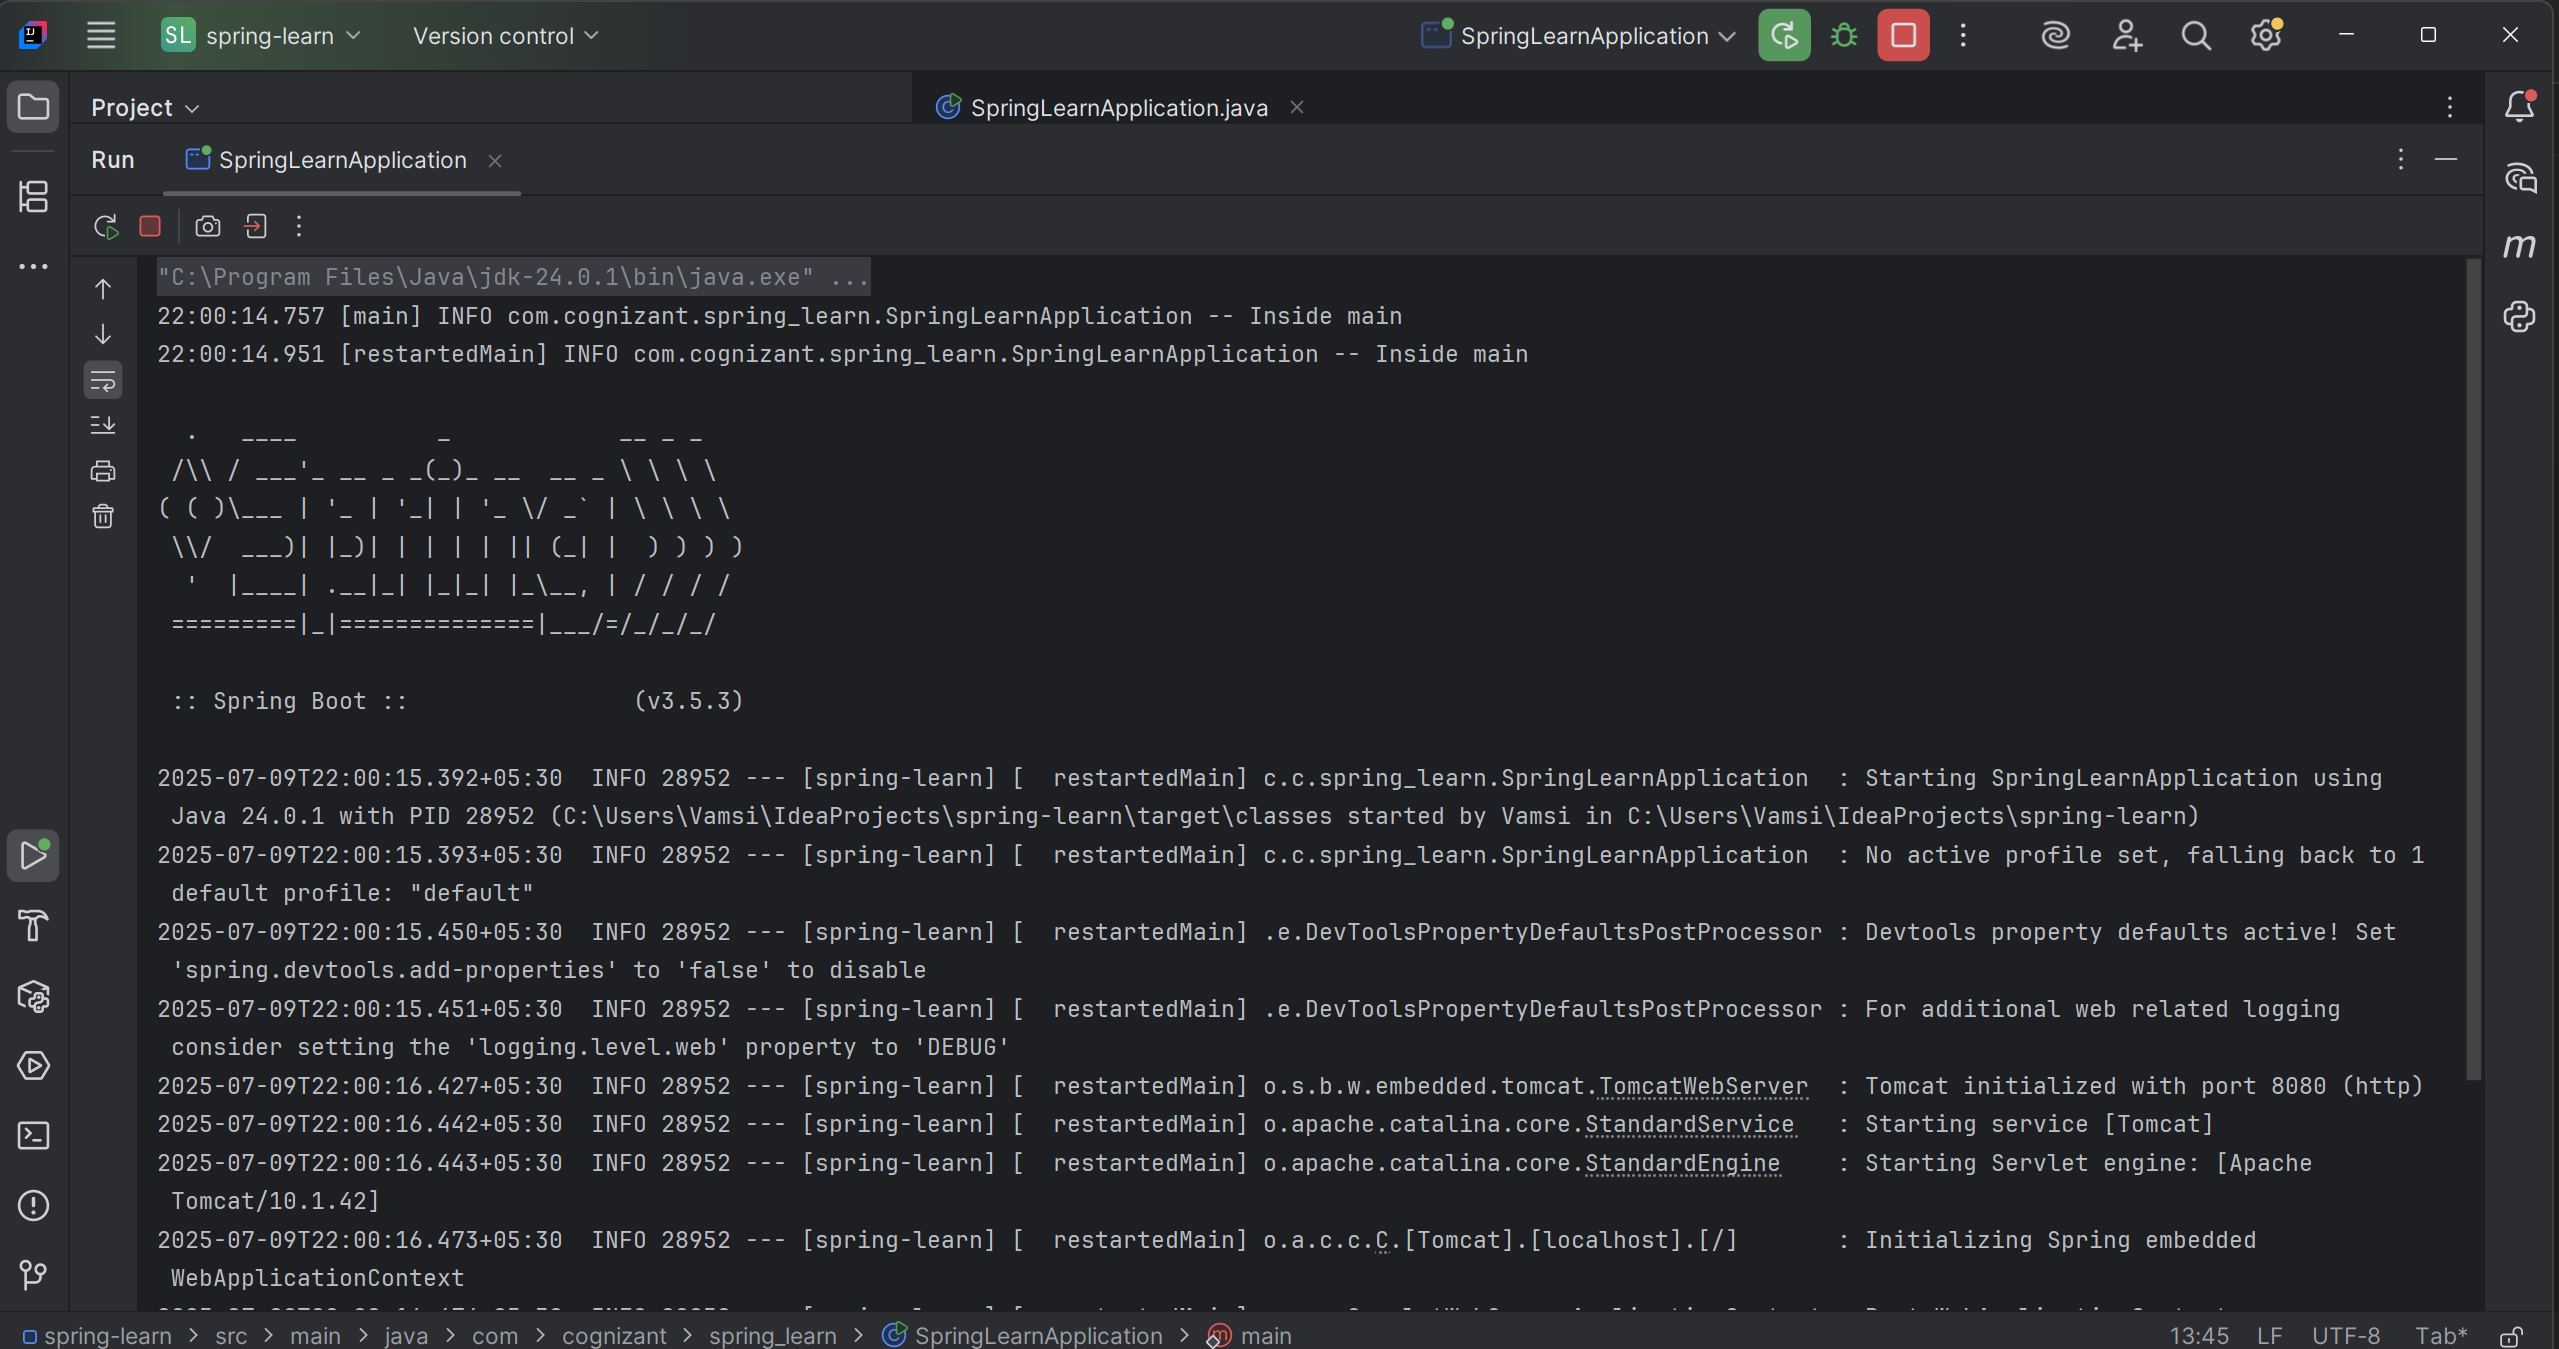 SL spring-learn Version control SpringLearnApplication
Project SpringLearnApplication.java
Run SpringLearnApplication
"C:\Program Files\Java\jdk-24.0.1\bin\java.exe" ...
22:00:14.757 [main] INFO com.cognizant.spring_learn.SpringLearnApplication -- Inside main
22:00:14.951 [restartedMain] INFO com.cognizant.spring_learn.SpringLearnApplication -- Inside main
  .   ____          _            __ _ _
 /\\ / ___'_ __ _ _(_)_ __  __ _ \ \ \ \
( ( )\___ | '_ | '_| | '_ \/ _` | \ \ \ \
 \\/  ___)| |_)| | | | | || (_| |  ) ) ) )
  '  |____| .__|_| |_|_| |_\__, | / / / /
 =========|_|==============|___/=/_/_/_/
 :: Spring Boot ::                (v3.5.3)
2025-07-09T22:00:15.392+05:30  INFO 28952 --- [spring-learn] [  restartedMain] c.c.spring_learn.SpringLearnApplication  : Starting SpringLearnApplication using
Java 24.0.1 with PID 28952 (C:\Users\Vamsi\IdeaProjects\spring-learn\target\classes started by Vamsi in C:\Users\Vamsi\IdeaProjects\spring-learn)
2025-07-09T22:00:15.393+05:30  INFO 28952 --- [spring-learn] [  restartedMain] c.c.spring_learn.SpringLearnApplication  : No active profile set, falling back to 1
default profile: "default"
2025-07-09T22:00:15.450+05:30  INFO 28952 --- [spring-learn] [  restartedMain] .e.DevToolsPropertyDefaultsPostProcessor : Devtools property defaults active! Set
'spring.devtools.add-properties' to 'false' to disable
2025-07-09T22:00:15.451+05:30  INFO 28952 --- [spring-learn] [  restartedMain] .e.DevToolsPropertyDefaultsPostProcessor : For additional web related logging
consider setting the 'logging.level.web' property to 'DEBUG'
2025-07-09T22:00:16.427+05:30  INFO 28952 --- [spring-learn] [  restartedMain] o.s.b.w.embedded.tomcat.TomcatWebServer  : Tomcat initialized with port 8080 (http)
2025-07-09T22:00:16.442+05:30  INFO 28952 --- [spring-learn] [  restartedMain] o.apache.catalina.core.StandardService   : Starting service [Tomcat]
2025-07-09T22:00:16.443+05:30  INFO 28952 --- [spring-learn] [  restartedMain] o.apache.catalina.core.StandardEngine    : Starting Servlet engine: [Apache
Tomcat/10.1.42]
2025-07-09T22:00:16.473+05:30  INFO 28952 --- [spring-learn] [  restartedMain] o.a.c.c.C.[Tomcat].[localhost].[/]       : Initializing Spring embedded
WebApplicationContext
spring-learn > src > main > java > com > cognizant > spring_learn > SpringLearnApplication > main 13:45 LF UTF-8 Tab*